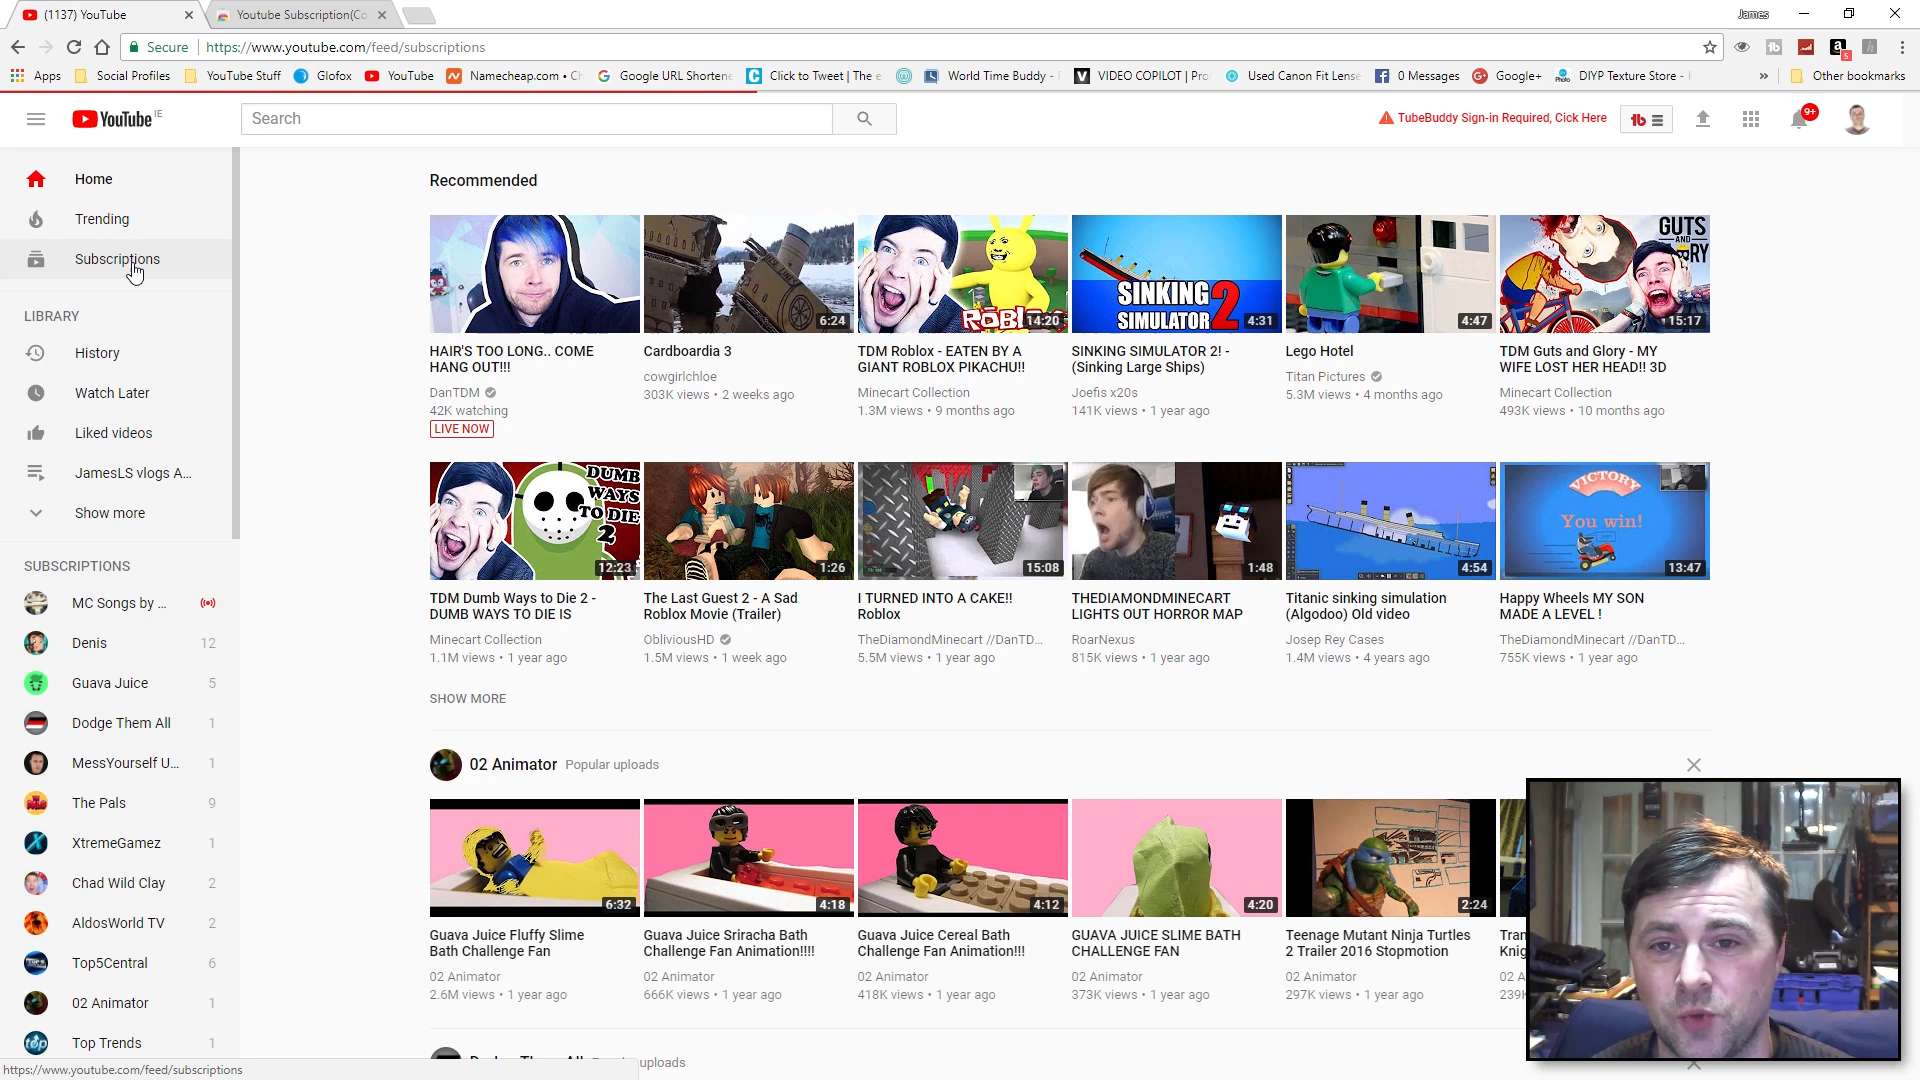 (1137) YouTube
Youtube Subscription(Co
James
Secure
https://www.youtube.com/feed/subscriptions
Apps
Social Profiles
YouTube Stuff
Glofox
YouTube
Namecheap.com • Ch
Google URL Shortene
Click to Tweet | The e
World Time Buddy -
VIDEO COPILOT | Pro
Used Canon Fit Lense
0 Messages
Google+
DIYP Texture Store -
»
Other bookmarks
YouTube IE
Search
TubeBuddy Sign-in Required, Cick Here
9+
Home
Trending
Subscriptions
LIBRARY
History
Watch Later
Liked videos
JamesLS vlogs A...
Show more
SUBSCRIPTIONS
MC Songs by ...
Denis 12
Guava Juice 5
Dodge Them All 1
MessYourself U... 1
The Pals 9
XtremeGamez 1
Chad Wild Clay 2
AldosWorld TV 2
Top5Central 6
02 Animator 1
Top Trends 1
https://www.youtube.com/feed/subscriptions
Recommended
HAIR'S TOO LONG.. COME
HANG OUT!!!
DanTDM
42K watching
LIVE NOW
6:24
Cardboardia 3
cowgirlchloe
303K views • 2 weeks ago
14:20
TDM Roblox - EATEN BY A
GIANT ROBLOX PIKACHU!!
Minecart Collection
1.3M views • 9 months ago
SINKING
SIMULATOR 2
4:31
SINKING SIMULATOR 2! -
(Sinking Large Ships)
Joefis x20s
141K views • 1 year ago
4:47
Lego Hotel
Titan Pictures
5.3M views • 4 months ago
GUTS
AND
15:17
TDM Guts and Glory - MY
WIFE LOST HER HEAD!! 3D
Minecart Collection
493K views • 10 months ago
DUMB
WAYS
TO DIE
2
12:23
TDM Dumb Ways to Die 2 -
DUMB WAYS TO DIE IS
Minecart Collection
1.1M views • 1 year ago
1:26
The Last Guest 2 - A Sad
Roblox Movie (Trailer)
ObliviousHD
1.5M views • 1 week ago
15:08
I TURNED INTO A CAKE!!
Roblox
TheDiamondMinecart //DanTD...
5.5M views • 1 year ago
1:48
THEDIAMONDMINECART
LIGHTS OUT HORROR MAP
RoarNexus
815K views • 1 year ago
4:54
Titanic sinking simulation
(Algodoo) Old video
Josep Rey Cases
1.4M views • 4 years ago
VICTORY
You win!
13:47
Happy Wheels MY SON
MADE A LEVEL !
TheDiamondMinecart //DanTD...
755K views • 1 year ago
SHOW MORE
02 Animator Popular uploads
6:32
Guava Juice Fluffy Slime
Bath Challenge Fan
02 Animator
2.6M views • 1 year ago
4:18
Guava Juice Sriracha Bath
Challenge Fan Animation!!!!
02 Animator
666K views • 1 year ago
4:12
Guava Juice Cereal Bath
Challenge Fan Animation!!!
02 Animator
418K views • 1 year ago
4:20
GUAVA JUICE SLIME BATH
CHALLENGE FAN
02 Animator
373K views • 1 year ago
2:24
Teenage Mutant Ninja Turtles
2 Trailer 2016 Stopmotion
02 Animator
297K views • 1 year ago
Tran
Knig
02 A
239K
uploads